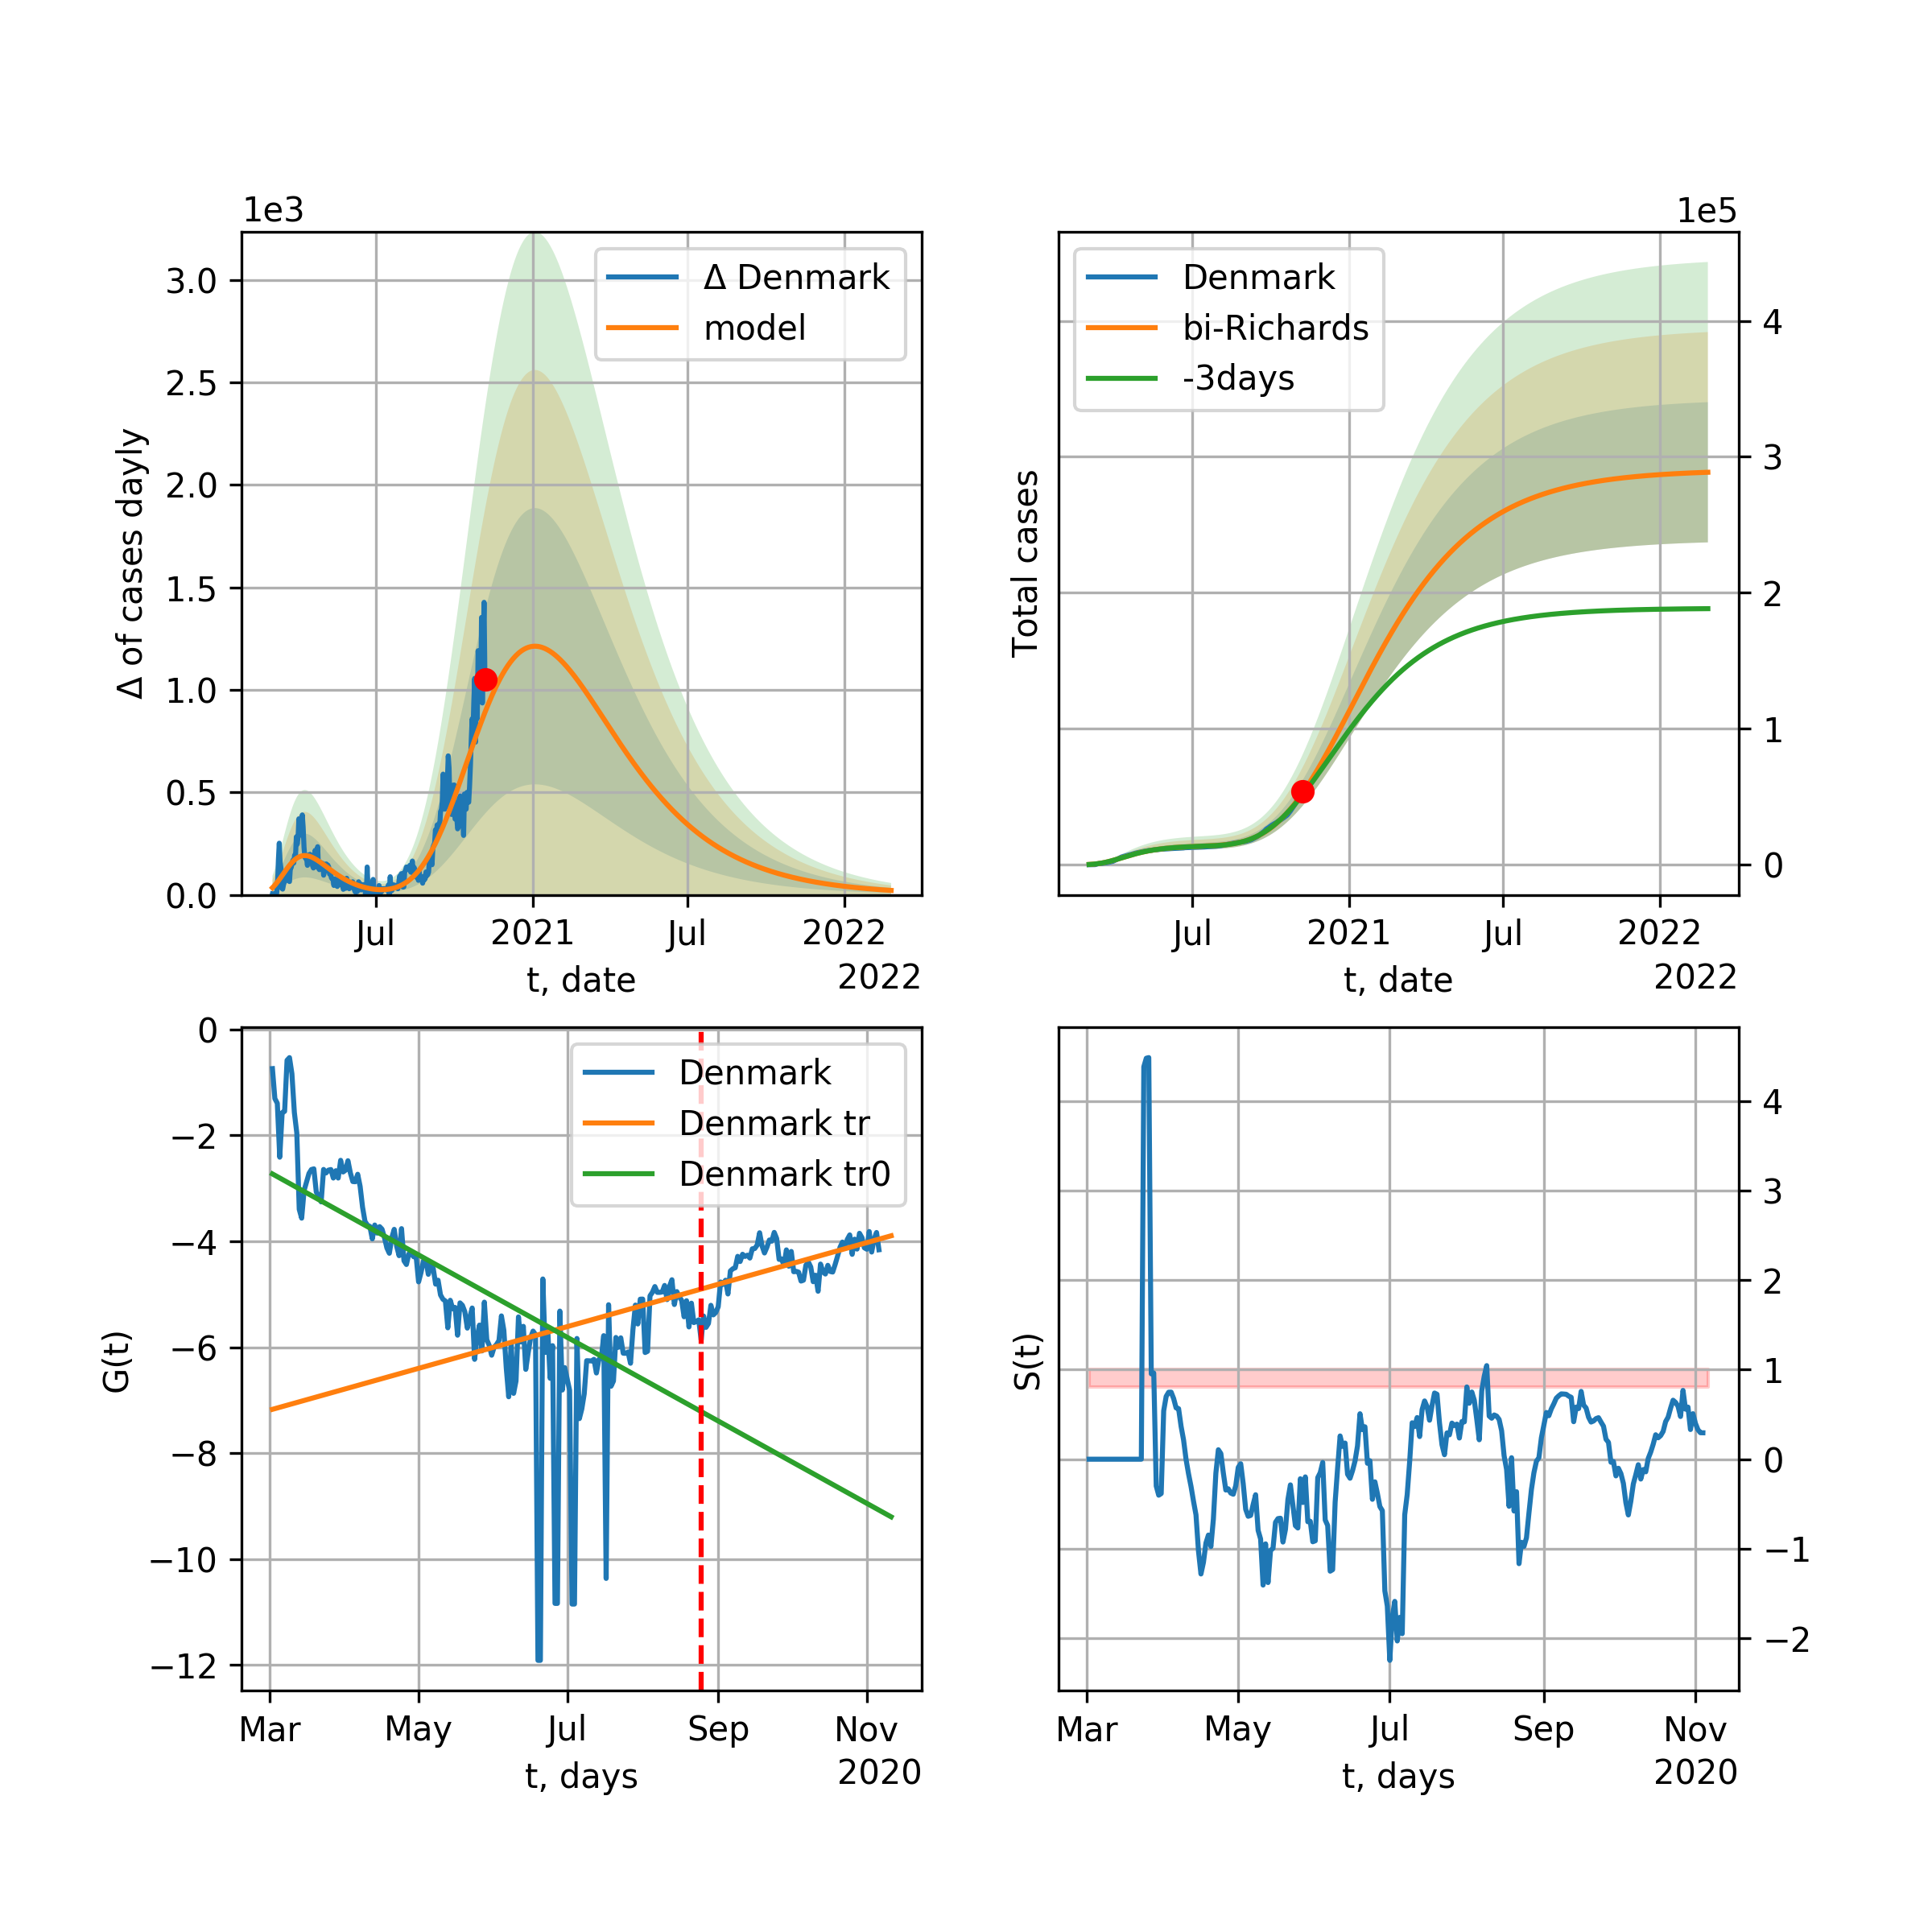 1e3
3.0
2.5
2.0
1.5
1.0
0.5
0.0
Δ of cases dayly
Δ Denmark
model
Jul
2021
Jul
2022
t, date
2022
1e5
Denmark
bi-Richards
-3days
Total cases
4
3
2
1
0
Jul
2021
Jul
2022
t, date
2022
0
−2
−4
−6
−8
−10
−12
G(t)
Denmark
Denmark tr
Denmark tr0
Mar
May
Jul
Sep
Nov
t, days
2020
S(t)
4
3
2
1
0
−1
−2
Mar
May
Jul
Sep
Nov
t, days
2020